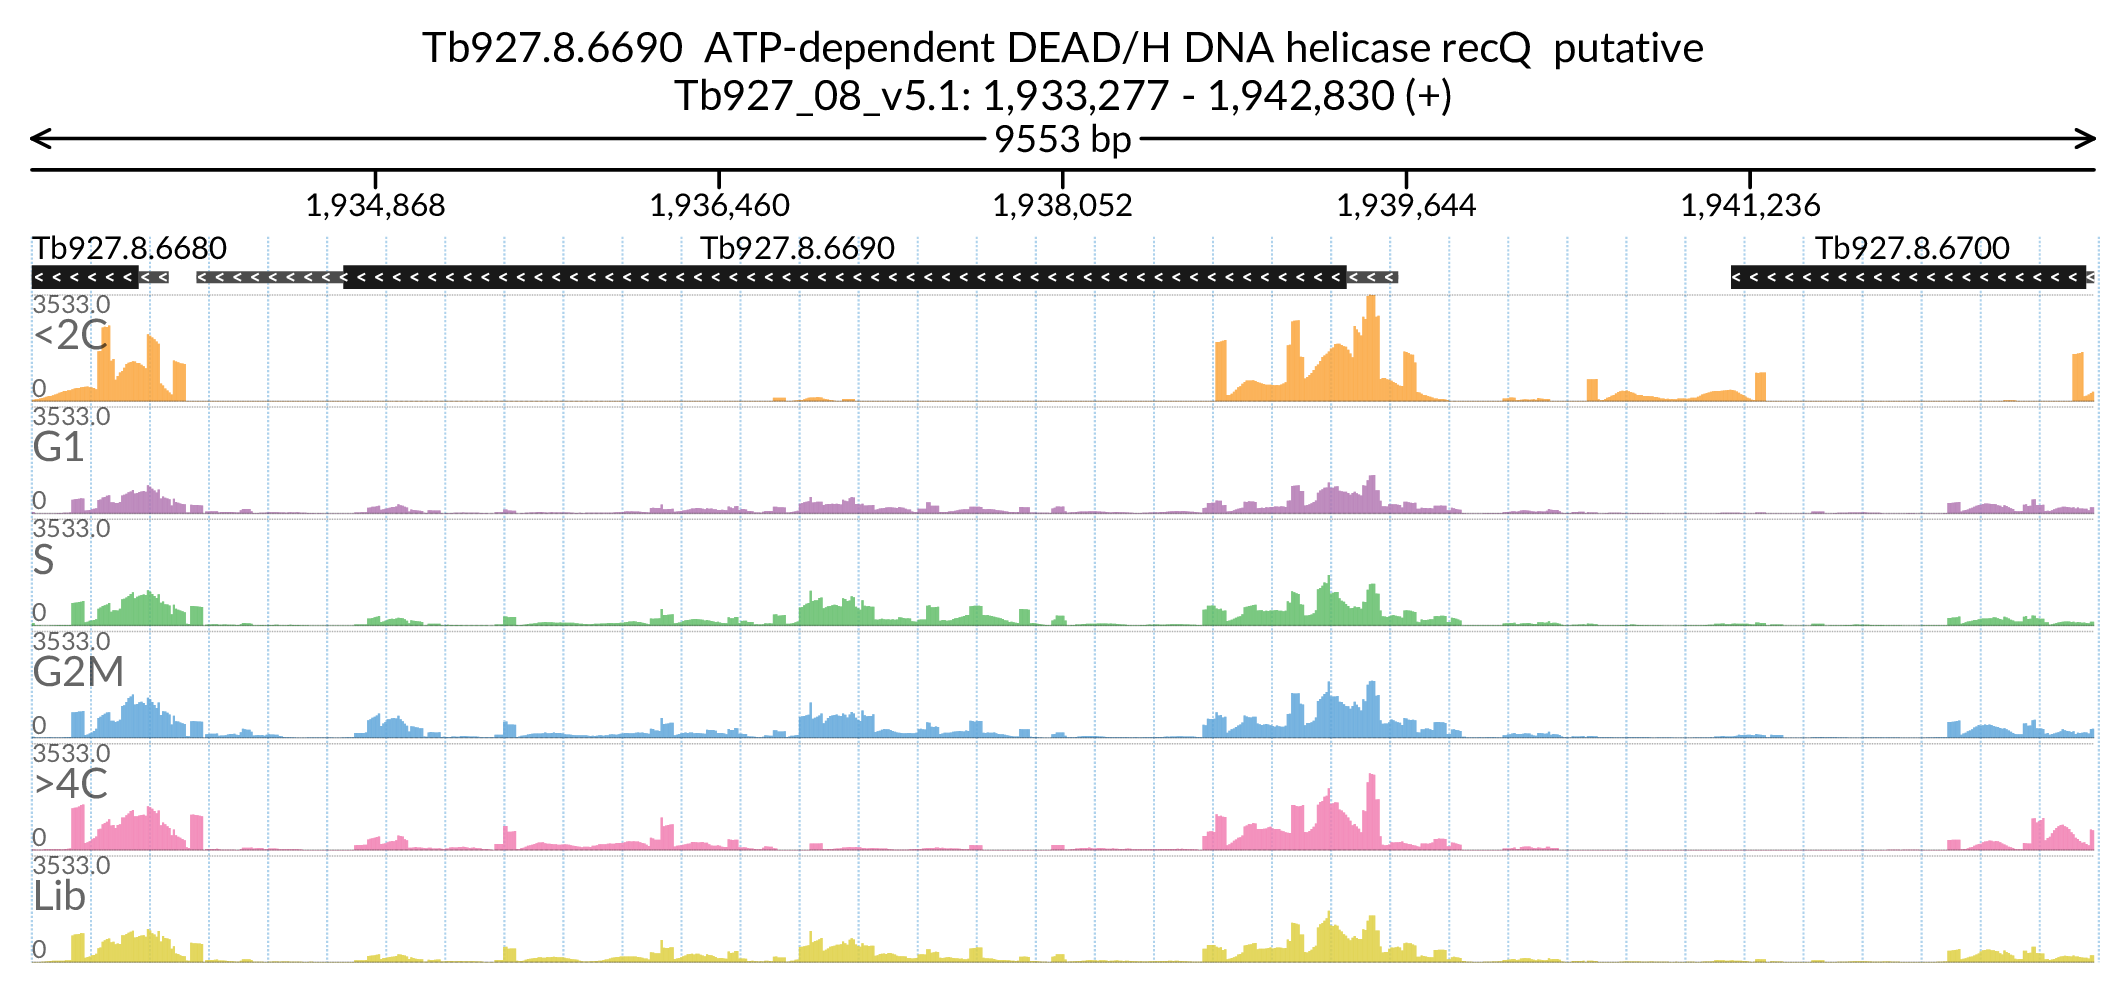 Tb927.8.6690 ATP-dependent DEAD/H DNA helicase recQ putative
Tb927_08_v5.1: 1,933,277 - 1,942,830 (+)
9553 bp
1,934,868 1,936,460 1,938,052 1,939,644 1,941,236
Tb927.8.6680 Tb927.8.6690 Tb927.8.6700
3533.0
<2C
0
3533.0
G1
0
3533.0
S
0
3533.0
G2M
0
3533.0
>4C
0
3533.0
Lib
0